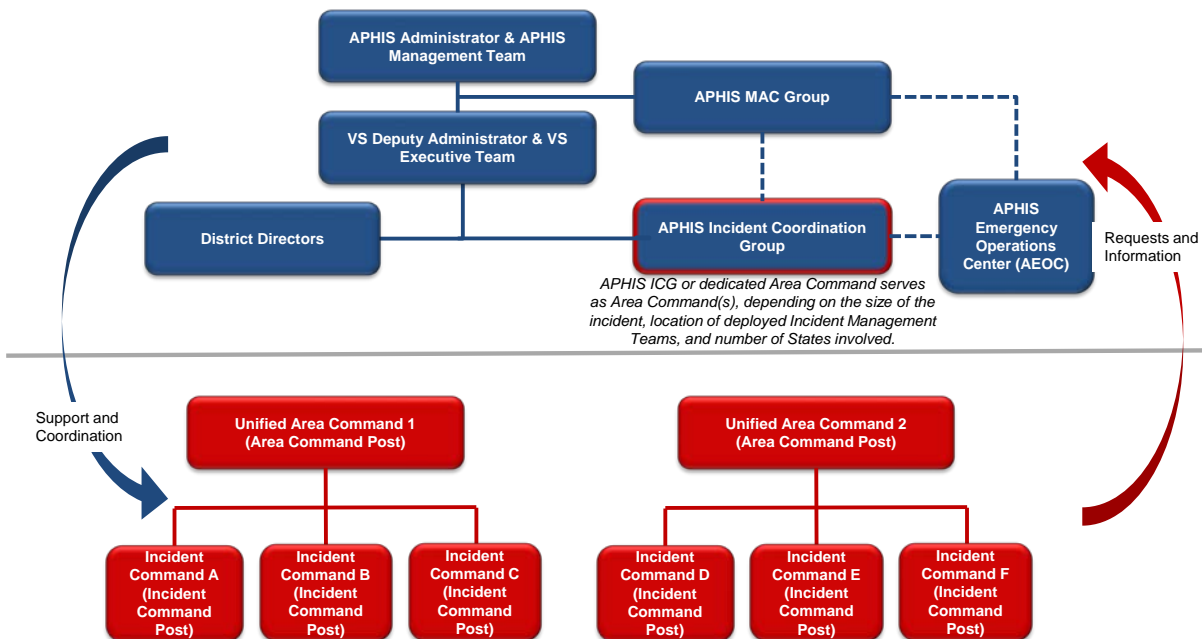 APHIS Administrator & APHIS
Management Team
APHIS MAC Group
VS Deputy Administrator & VS
Executive Team
District Directors
APHIS Incident Coordination
Group
APHIS
Emergency
Operations
Center (AEOC)
Requests and
Information
APHIS ICG or dedicated Area Command serves
as Area Command(s), depending on the size of the
incident, location of deployed Incident Management
Teams, and number of States involved.
Support and
Coordination
Unified Area Command 1
(Area Command Post)
Unified Area Command 2
(Area Command Post)
Incident
Command A
(Incident
Command
Post)
Incident
Command B
(Incident
Command
Post)
Incident
Command C
(Incident
Command
Post)
Incident
Command D
(Incident
Command
Post)
Incident
Command E
(Incident
Command
Post)
Incident
Command F
(Incident
Command
Post)